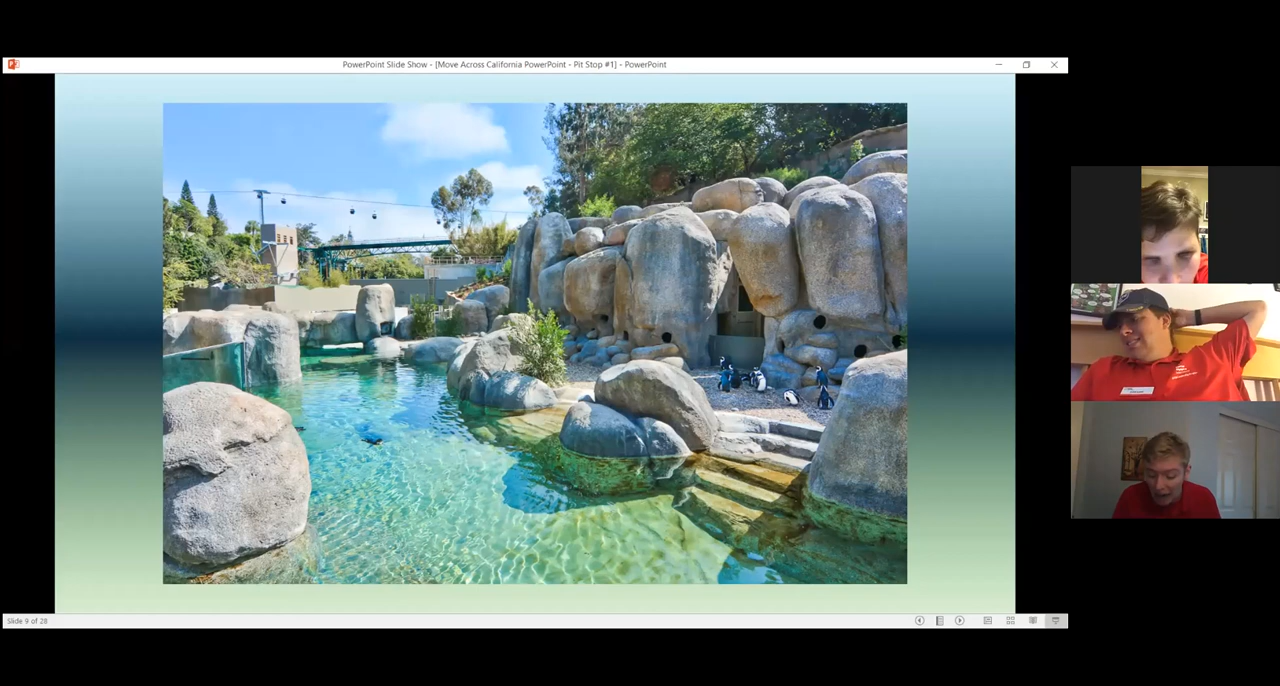 PowerPoint Slide Show - [Move Across California PowerPoint - Pit Stop #1] - PowerPoint
Slide 9 of 28